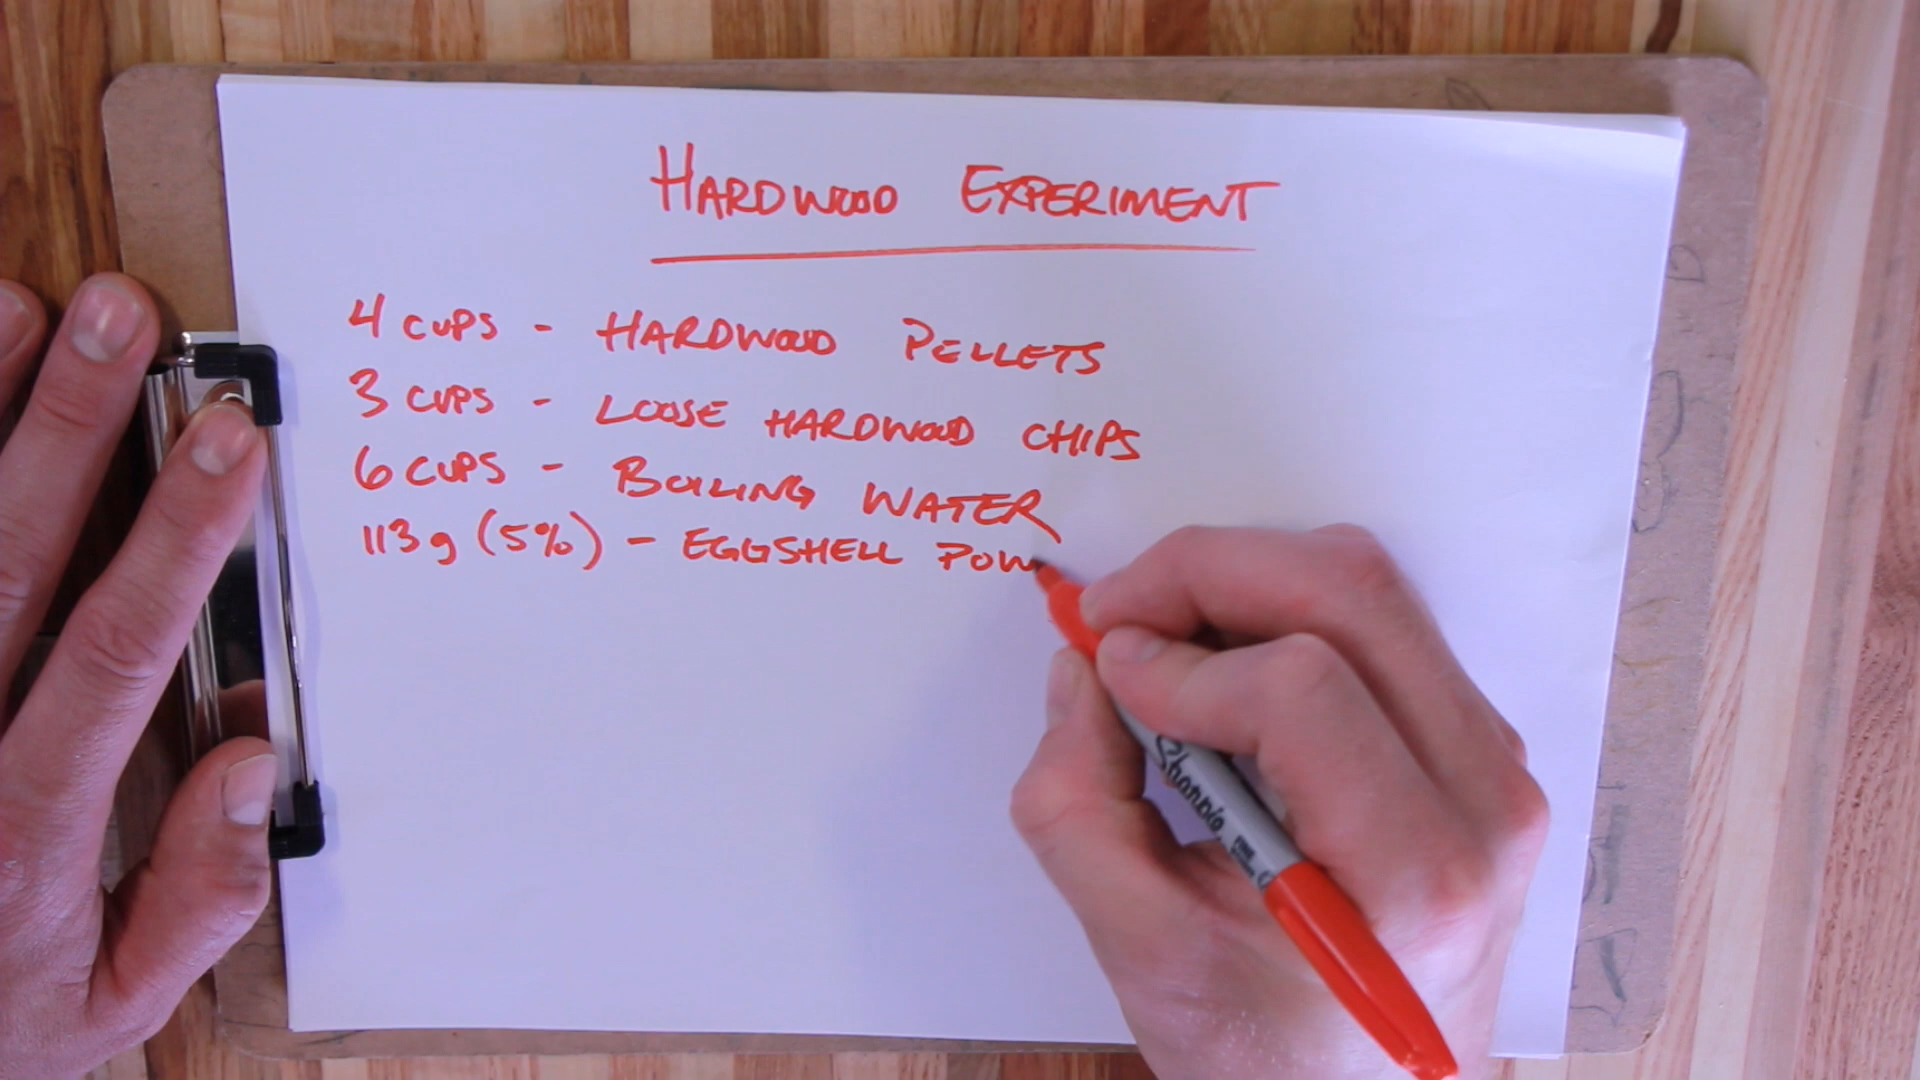 HARDWOOD EXPERIMENT
4 CUPS - HARDWOOD PELLETS
3 CUPS - LOOSE HARDWOOD CHIPS
6 CUPS - BOILING WATER
113g (5%) - EGGSHELL POW
Sharpie